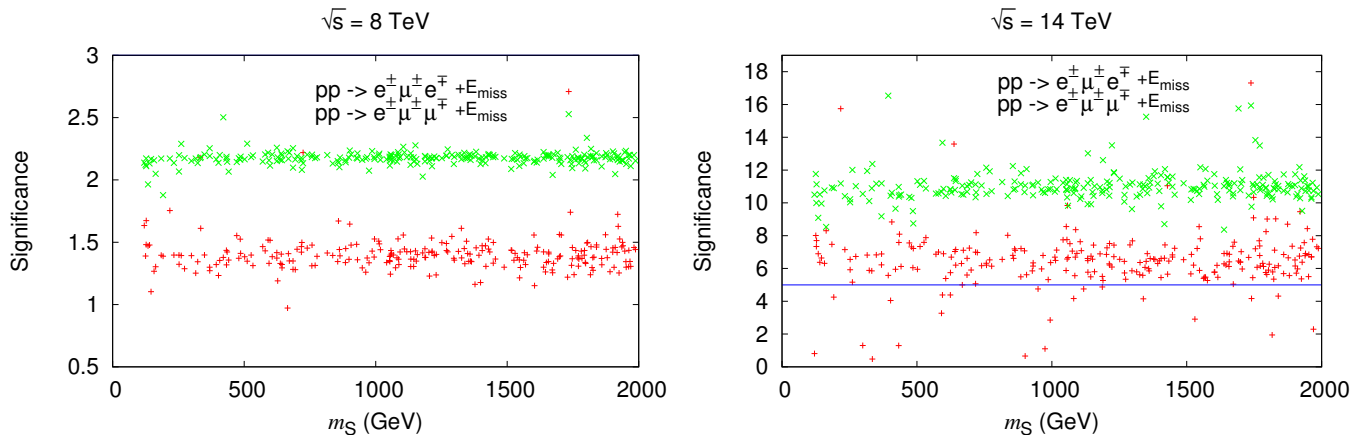 √s = 8 TeV
3
2.5
2
1.5
1
0.5
Significance
pp -> e±μ±e∓ +Emiss
pp -> e±μ±μ∓ +Emiss
0 500 1000 1500 2000
mS (GeV)
√s = 14 TeV
18
16
14
12
10
8
6
4
2
0
Significance
pp -> e±μ±e∓ +Emiss
pp -> e±μ±μ∓ +Emiss
0 500 1000 1500 2000
mS (GeV)